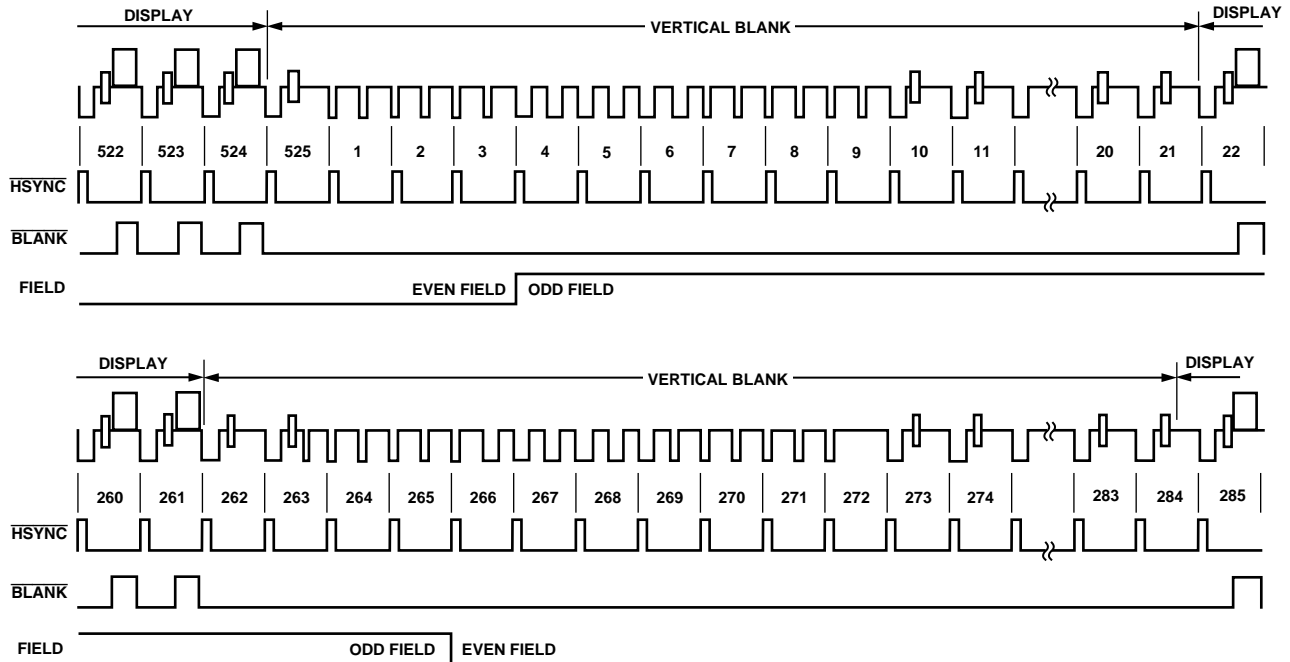 DISPLAY VERTICAL BLANK DISPLAY
522 523 524 525 1 2 3 4 5 6 7 8 9 10 11 20 21 22
HSYNC
BLANK
FIELD EVEN FIELD ODD FIELD
DISPLAY VERTICAL BLANK DISPLAY
260 261 262 263 264 265 266 267 268 269 270 271 272 273 274 283 284 285
HSYNC
BLANK
FIELD ODD FIELD EVEN FIELD